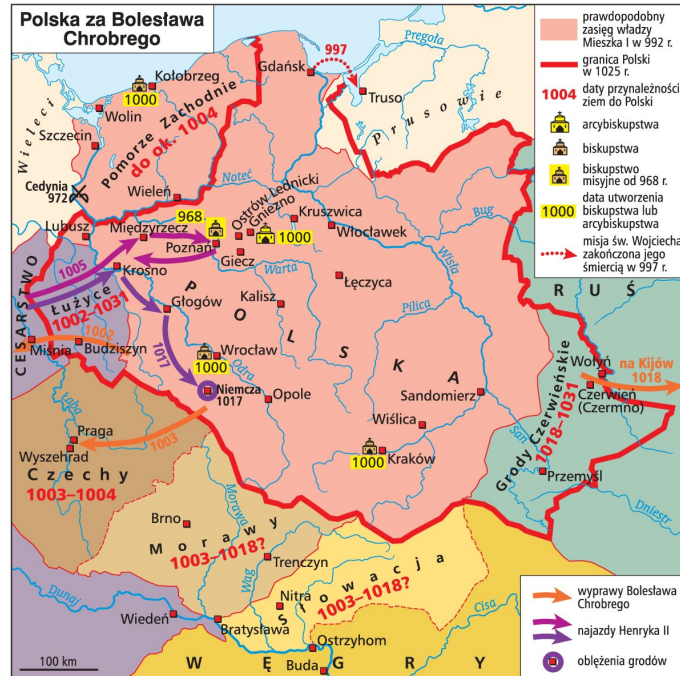 Polska za Bolesława
Chrobrego
prawdopodobny
zasięg władzy
Mieszka I w 992 r.
granica Polski
w 1025 r.
1004
daty przynależności
ziem do Polski
arcybiskupstwa
biskupstwa
biskupstwo
misyjne od 968 r.
1000
data utworzenia
biskupstwa lub
arcybiskupstwa
misja św. Wojciecha
zakończona jego
śmiercią w 997 r.
997
Pregoła
Gdańsk
Truso
Prusowie
Kołobrzeg
1000
Wolin
Wieleci
Szczecin
Pomorze Zachodnie
do ok. 1004
Cedynia
972
Wieleń
Noteć
Lubusz
Międzyrzecz
968
Poznań
Ostrów Lednicki
Gniezno
1000
Giecz
Kruszwica
Włocławek
Bug
Wisła
Warta
1005
Krosno
CESARSTWO
Łużyce
1002–1031
Głogów
Kalisz
Łęczyca
Pilica
POLSKA
RUŚ
1002
Miśnia
Budziszyn
1017
Wrocław
1000
Odra
Niemcza
1017
Opole
Sandomierz
Wiślica
Kraków
1000
Grody Czerwieńskie
1018–1031
Wołyń
na Kijów
1018
Czerwień
(Czermno)
San
Przemyśl
Dniestr
Łaba
Praga
Wyszehrad
1003
Czechy
1003–1004
Brno
Morawa
Morawy
1003–1018?
Trenczyn
Wag
Nitra
Słowacja
1003–1018?
Dunaj
Wiedeń
Bratysława
Ostrzyhom
Buda
Cisa
WĘGRY
100 km
wyprawy Bolesława
Chrobrego
najazdy Henryka II
oblężenia grodów